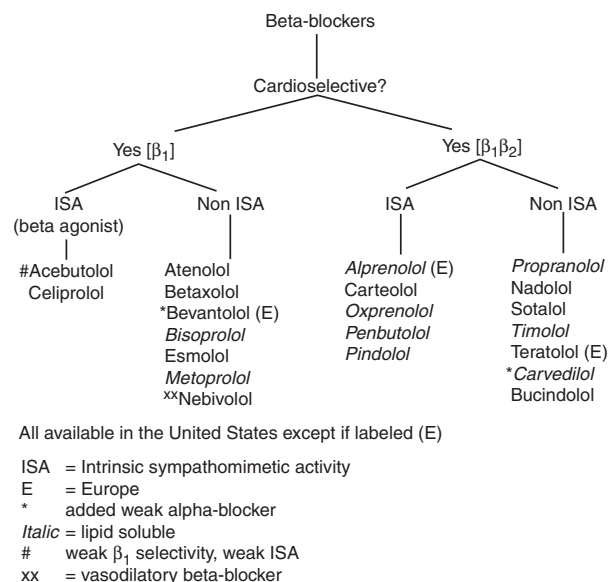 Beta-blockers
Cardioselective?
Yes [β₁]
Yes [β₁β₂]
ISA
(beta agonist)
Non ISA
ISA
Non ISA
#Acebutolol
Celiprolol
Atenolol
Betaxolol
*Bevantolol (E)
Bisoprolol
Esmolol
Metoprolol
xxNebivolol
Alprenolol (E)
Carteolol
Oxprenolol
Penbutolol
Pindolol
Propranolol
Nadolol
Sotalol
Timolol
Teratolol (E)
*Carvedilol
Bucindolol
All available in the United States except if labeled (E)
ISA = Intrinsic sympathomimetic activity
E = Europe
* added weak alpha-blocker
Italic = lipid soluble
# weak β₁ selectivity, weak ISA
xx = vasodilatory beta-blocker